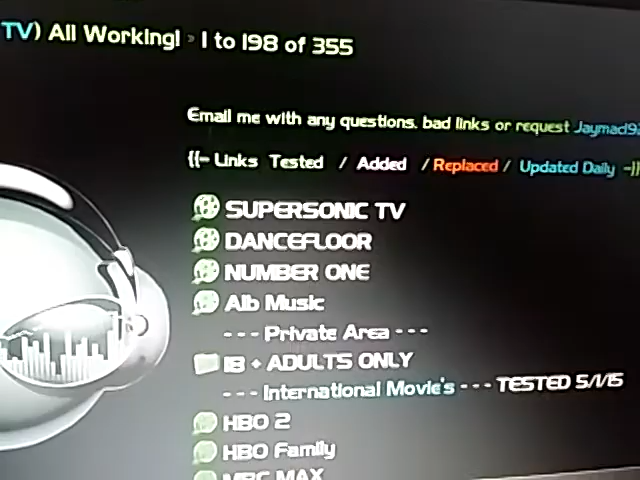 TV) All Working! » 1 to 198 of 355
Email me with any questions. bad links or request
{{- Links Tested / Added / Replaced / Updated Daily -}}
SUPERSONIC TV
DANCEFLOOR
NUMBER ONE
Alb Music
--- Private Area ---
18 + ADULTS ONLY
--- International Movie's --- TESTED 5/1/15
HBO 2
HBO Family
MBC MAX